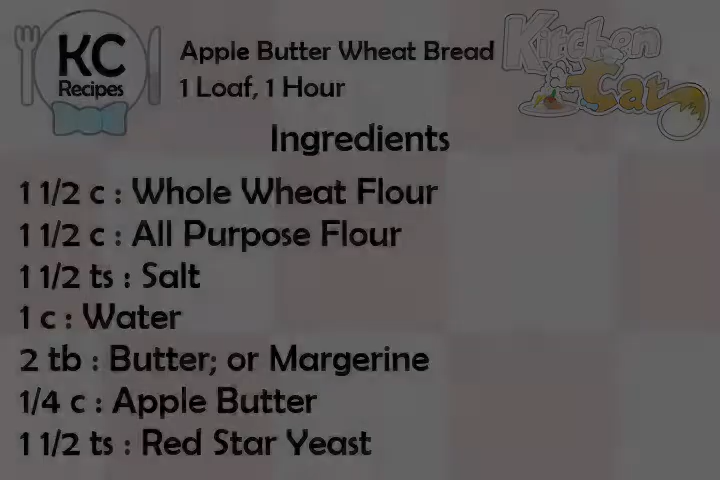 KC
Recipes
Apple Butter Wheat Bread
1 Loaf, 1 Hour
Kitchen
Cat
Ingredients
1 1/2 c : Whole Wheat Flour
1 1/2 c : All Purpose Flour
1 1/2 ts : Salt
1 c : Water
2 tb : Butter; or Margerine
1/4 c : Apple Butter
1 1/2 ts : Red Star Yeast